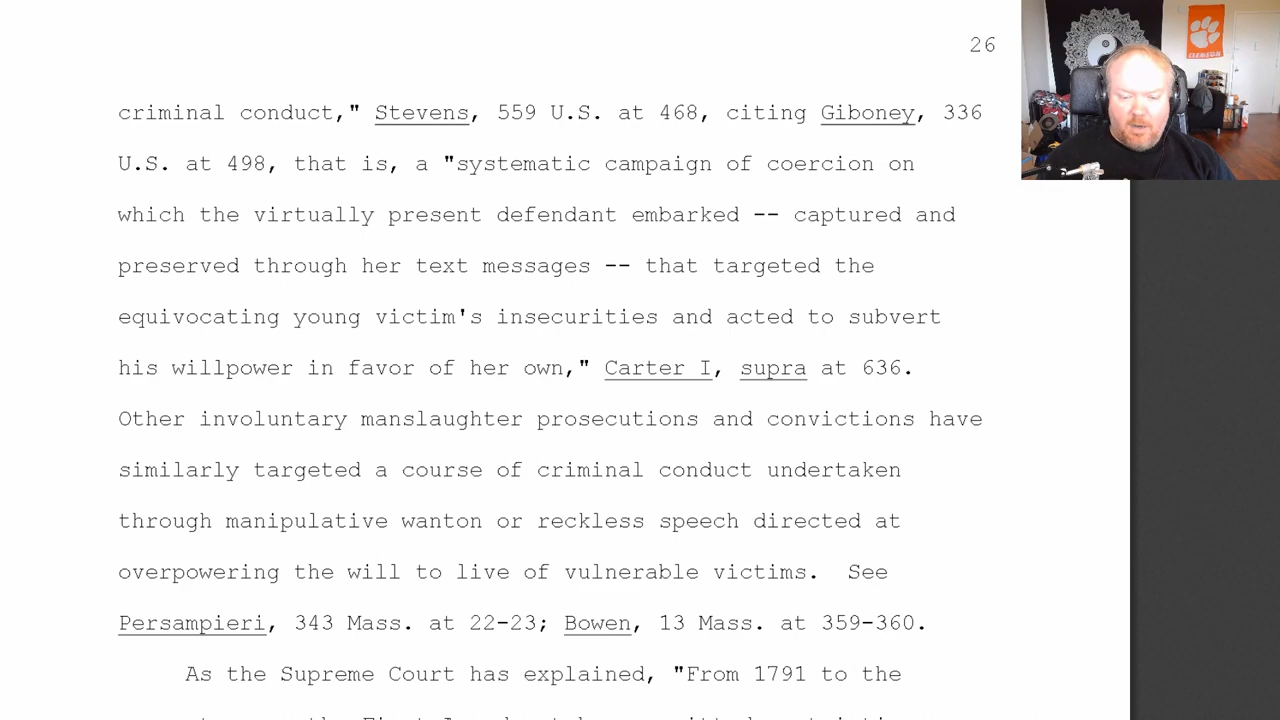 26
CLEMSON
criminal conduct," Stevens, 559 U.S. at 468, citing Giboney, 336
U.S. at 498, that is, a "systematic campaign of coercion on
which the virtually present defendant embarked -- captured and
preserved through her text messages -- that targeted the
equivocating young victim's insecurities and acted to subvert
his willpower in favor of her own," Carter I, supra at 636.
Other involuntary manslaughter prosecutions and convictions have
similarly targeted a course of criminal conduct undertaken
through manipulative wanton or reckless speech directed at
overpowering the will to live of vulnerable victims. See
Persampieri, 343 Mass. at 22-23; Bowen, 13 Mass. at 359-360.
As the Supreme Court has explained, "From 1791 to the